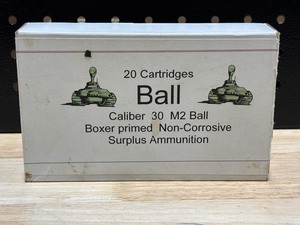 20 Cartridges
Ball
Caliber 30 M2 Ball
Boxer primed Non-Corrosive
Surplus Ammunition